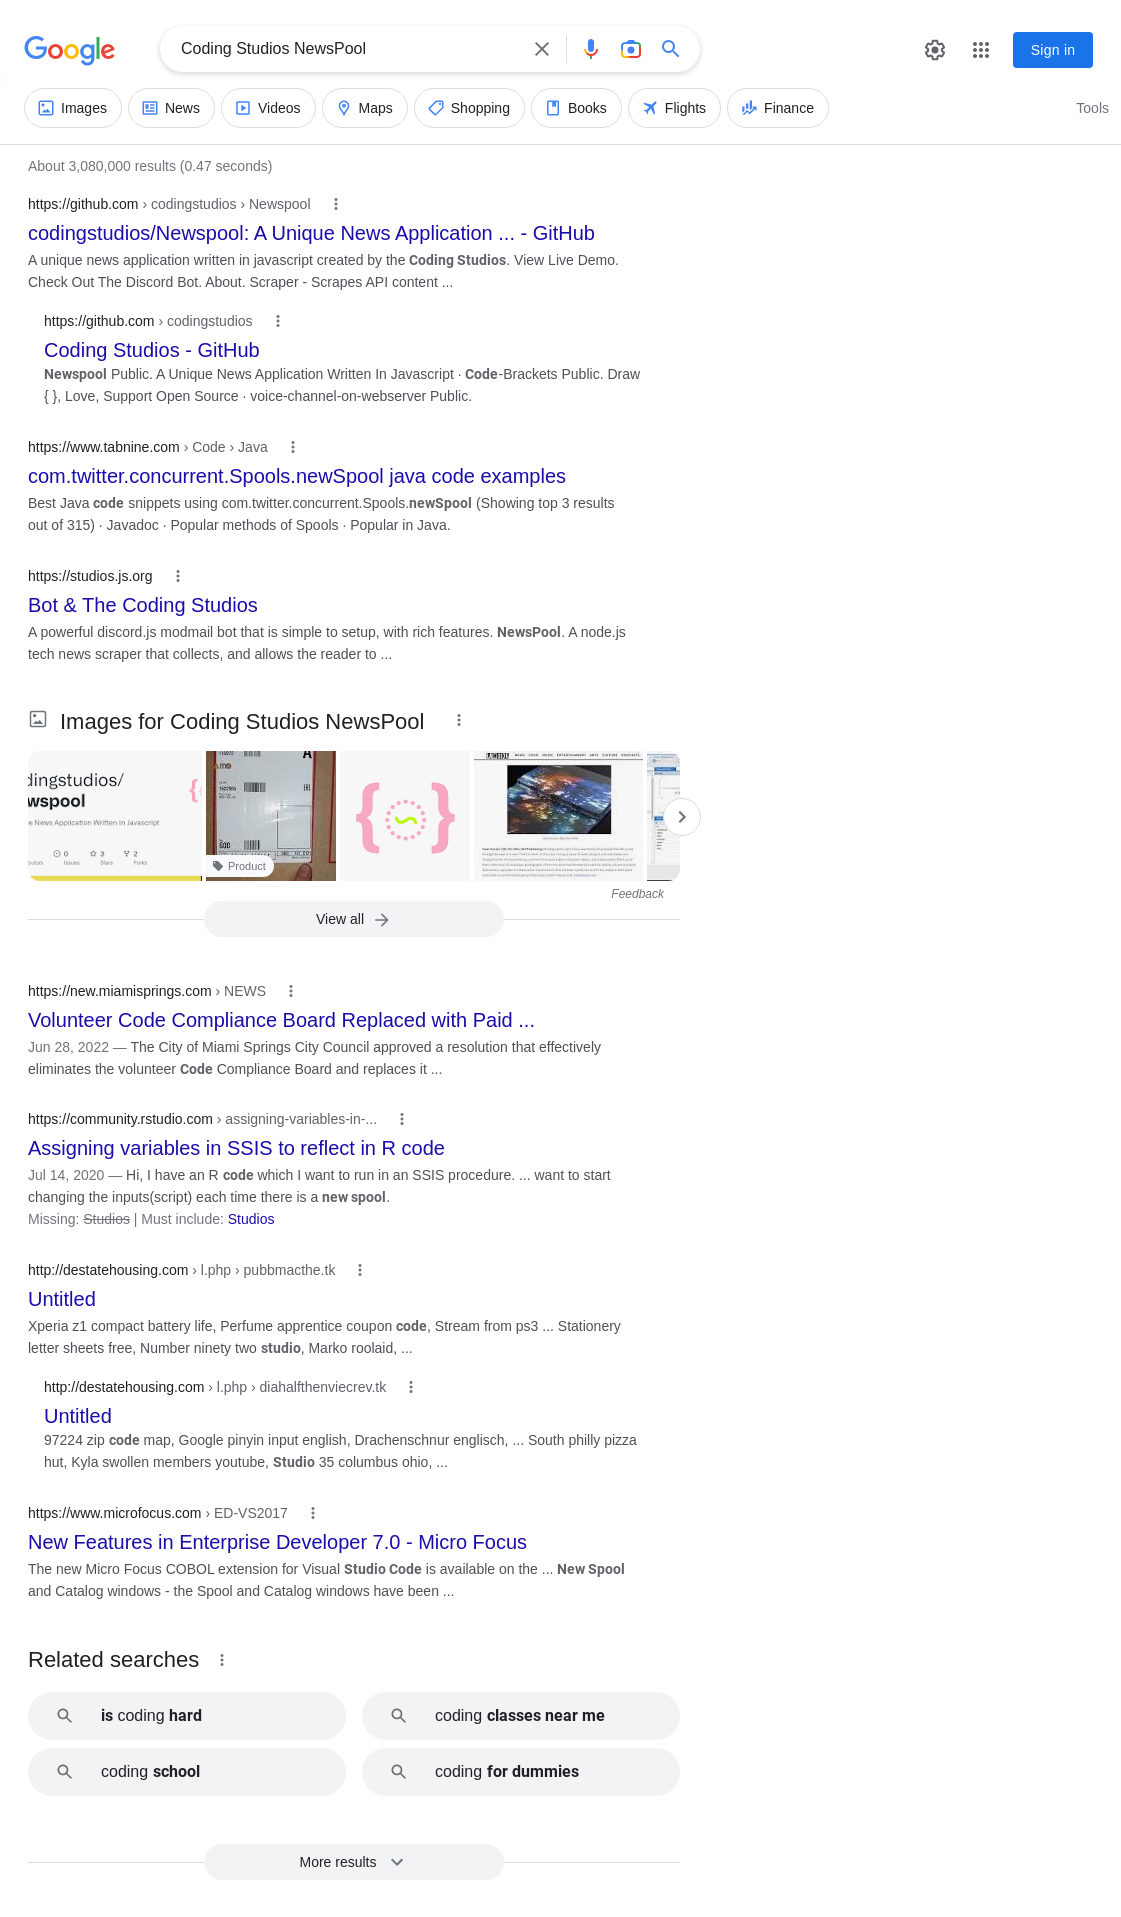 Google
Coding Studios NewsPool
Sign in
Images News Videos Maps Shopping Books Flights Finance Tools
About 3,080,000 results (0.47 seconds)
https://github.com › codingstudios › Newspool
codingstudios/Newspool: A Unique News Application ... - GitHub
A unique news application written in javascript created by the Coding Studios. View Live Demo.
Check Out The Discord Bot. About. Scraper - Scrapes API content ...
https://github.com › codingstudios
Coding Studios - GitHub
Newspool Public. A Unique News Application Written In Javascript · Code-Brackets Public. Draw
{ }, Love, Support Open Source · voice-channel-on-webserver Public.
https://www.tabnine.com › Code › Java
com.twitter.concurrent.Spools.newSpool java code examples
Best Java code snippets using com.twitter.concurrent.Spools.newSpool (Showing top 3 results
out of 315) · Javadoc · Popular methods of Spools · Popular in Java.
https://studios.js.org
Bot & The Coding Studios
A powerful discord.js modmail bot that is simple to setup, with rich features. NewsPool. A node.js
tech news scraper that collects, and allows the reader to ...
Images for Coding Studios NewsPool
dingstudios/
wspool
e News Application Written In Javascript
0 3 2
Issues Stars Forks
Product
Feedback
View all
https://new.miamisprings.com › NEWS
Volunteer Code Compliance Board Replaced with Paid ...
Jun 28, 2022 — The City of Miami Springs City Council approved a resolution that effectively
eliminates the volunteer Code Compliance Board and replaces it ...
https://community.rstudio.com › assigning-variables-in-...
Assigning variables in SSIS to reflect in R code
Jul 14, 2020 — Hi, I have an R code which I want to run in an SSIS procedure. ... want to start
changing the inputs(script) each time there is a new spool.
Missing: Studios | Must include: Studios
http://destatehousing.com › l.php › pubbmacthe.tk
Untitled
Xperia z1 compact battery life, Perfume apprentice coupon code, Stream from ps3 ... Stationery
letter sheets free, Number ninety two studio, Marko roolaid, ...
http://destatehousing.com › l.php › diahalfthenviecrev.tk
Untitled
97224 zip code map, Google pinyin input english, Drachenschnur englisch, ... South philly pizza
hut, Kyla swollen members youtube, Studio 35 columbus ohio, ...
https://www.microfocus.com › ED-VS2017
New Features in Enterprise Developer 7.0 - Micro Focus
The new Micro Focus COBOL extension for Visual Studio Code is available on the ... New Spool
and Catalog windows - the Spool and Catalog windows have been ...
Related searches
is coding hard
coding classes near me
coding school
coding for dummies
More results